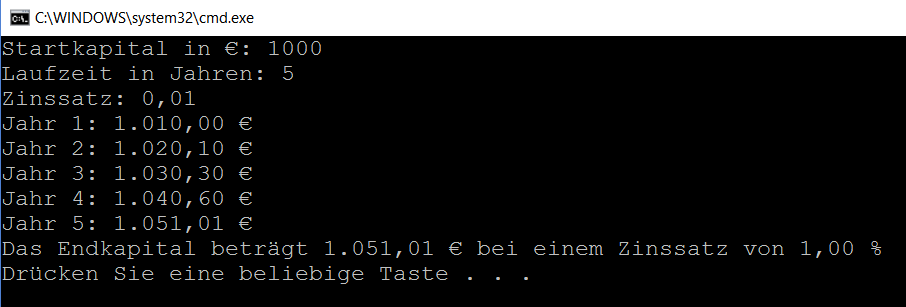 C:\WINDOWS\system32\cmd.exe
Startkapital in €: 1000
Laufzeit in Jahren: 5
Zinssatz: 0,01
Jahr 1: 1.010,00 €
Jahr 2: 1.020,10 €
Jahr 3: 1.030,30 €
Jahr 4: 1.040,60 €
Jahr 5: 1.051,01 €
Das Endkapital beträgt 1.051,01 € bei einem Zinssatz von 1,00 %
Drücken Sie eine beliebige Taste . . .